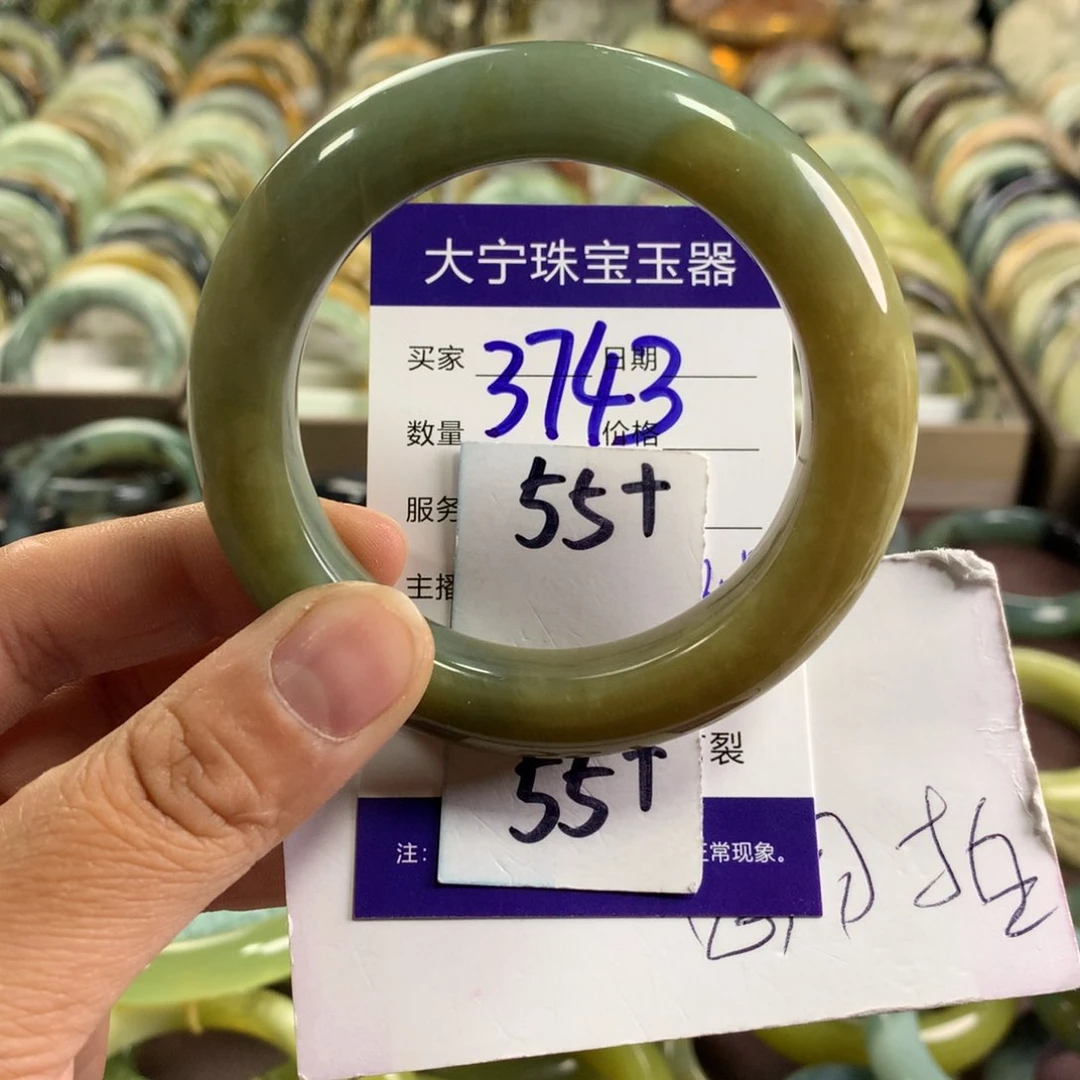 大宁珠宝玉器
买家 3743 日期
数量 价格
55+
服务
主播
55+
裂
注: 正常现象。
拍